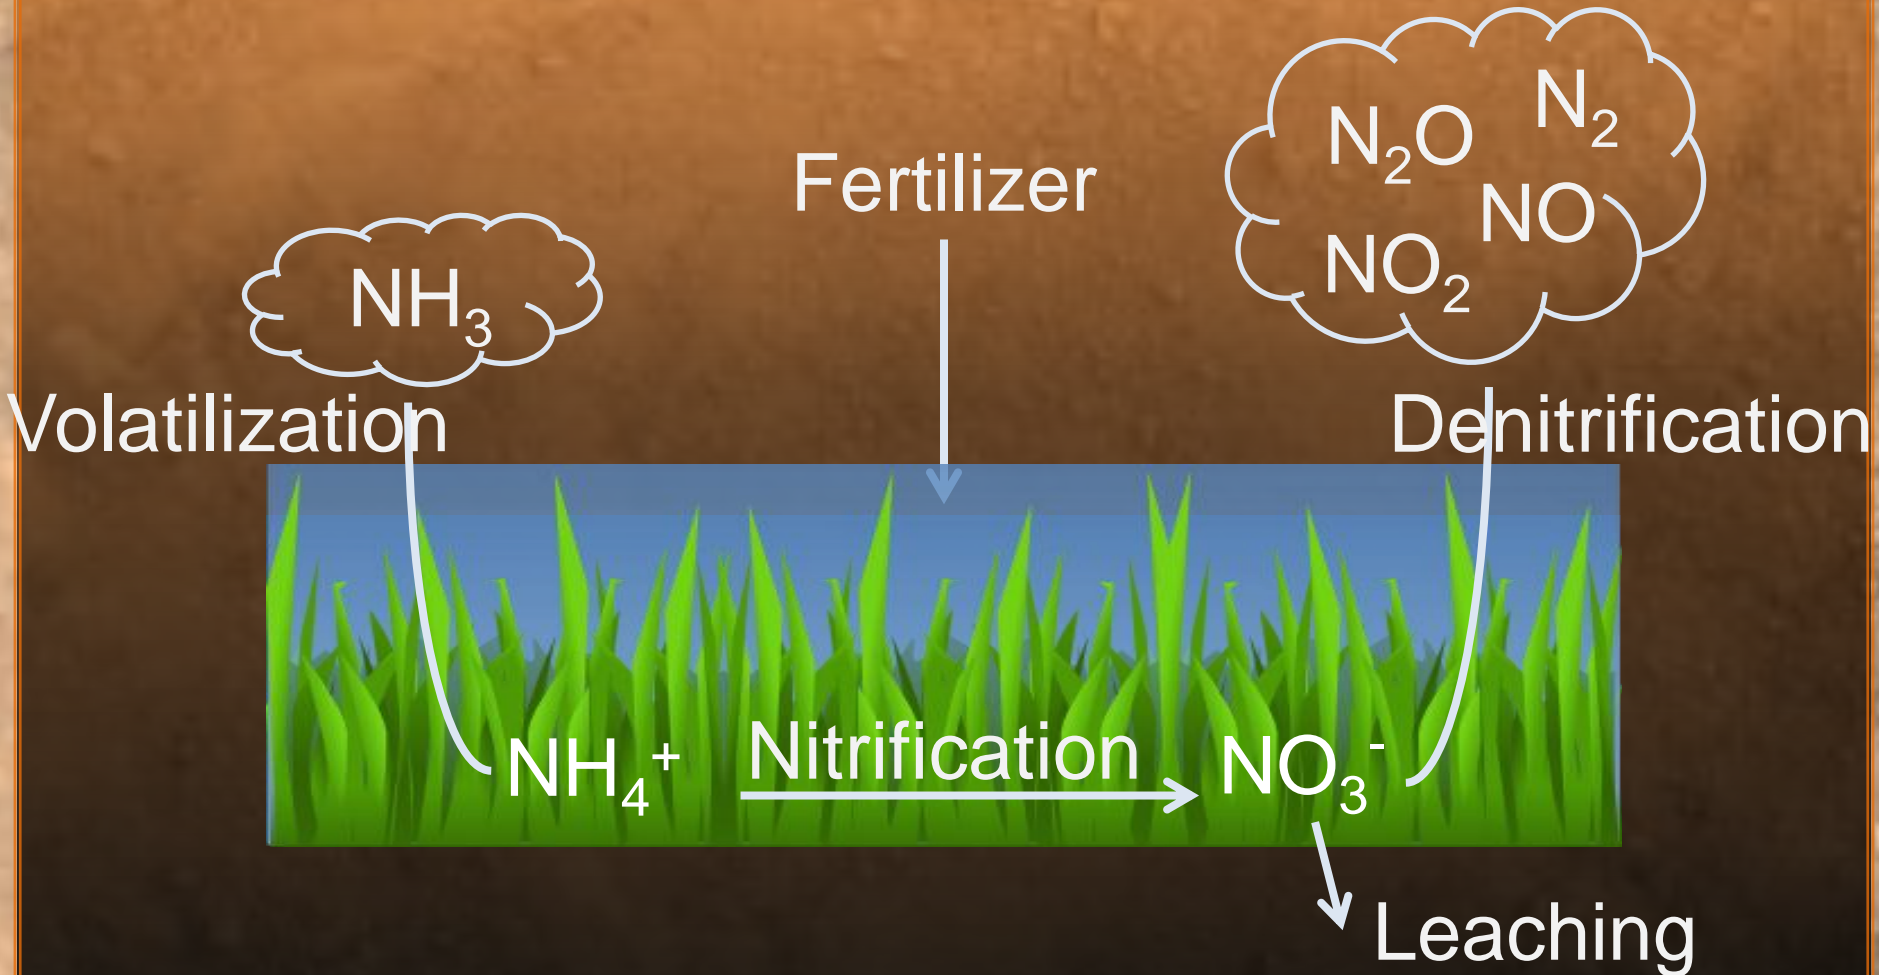 N₂O
N₂
NO
NO₂
Fertilizer
NH₃
Volatilization
Denitrification
NH₄⁺
Nitrification
NO₃⁻
Leaching